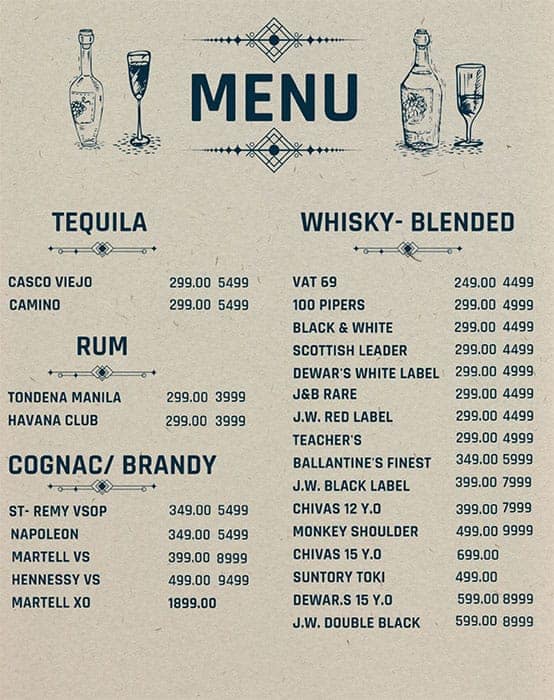 MENU
TEQUILA
CASCO VIEJO 299.00 5499
CAMINO 299.00 5499
RUM
TONDENA MANILA 299.00 3999
HAVANA CLUB 299.00 3999
COGNAC/ BRANDY
ST- REMY VSOP 349.00 5499
NAPOLEON 349.00 5499
MARTELL VS 399.00 8999
HENNESSY VS 499.00 9499
MARTELL XO 1899.00
WHISKY- BLENDED
VAT 69 249.00 4499
100 PIPERS 299.00 4999
BLACK & WHITE 299.00 4499
SCOTTISH LEADER 299.00 4499
DEWAR'S WHITE LABEL 299.00 4999
J&B RARE 299.00 4499
J.W. RED LABEL 299.00 4499
TEACHER'S 299.00 4999
BALLANTINE'S FINEST 349.00 5999
J.W. BLACK LABEL 399.00 7999
CHIVAS 12 Y.O 399.00 7999
MONKEY SHOULDER 499.00 9999
CHIVAS 15 Y.O 699.00
SUNTORY TOKI 499.00
DEWAR.S 15 Y.O 599.00 8999
J.W. DOUBLE BLACK 599.00 8999